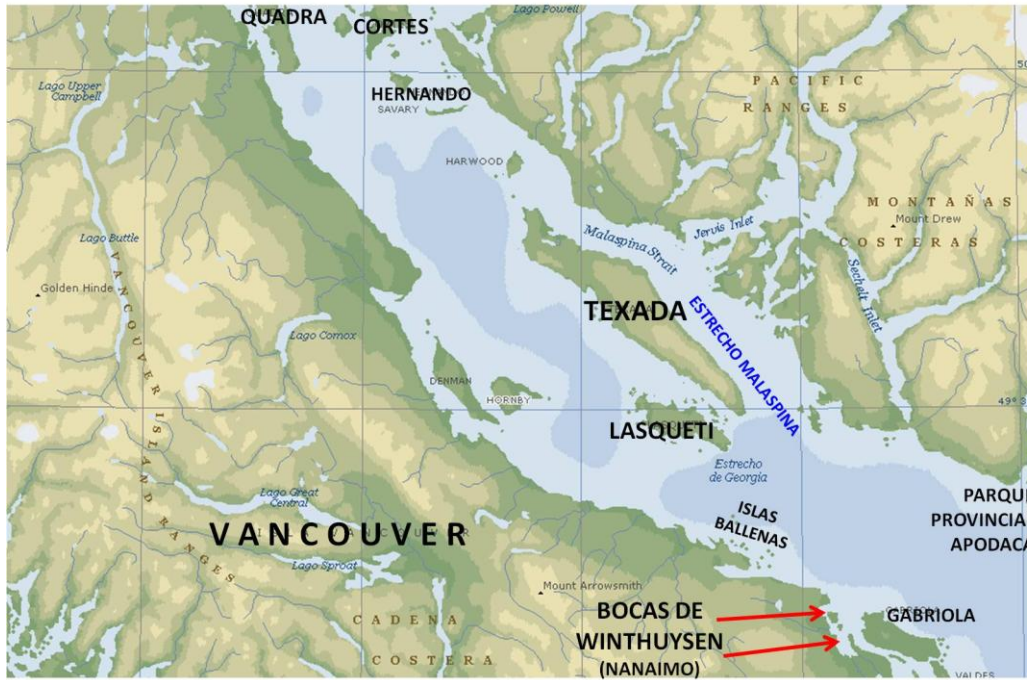 QUADRA
CORTES
Lago Powell
Lago Upper
Campbell
HERNANDO
SAVARY
PACIFIC
RANGES
50
HARWOOD
MONTAÑAS
Mount Drew
COSTERAS
Jervis Inlet
Malaspina Strait
Sechelt Inlet
Lago Buttle
Golden Hinde
VANCOUVER ISLAND RANGES
TEXADA
ESTRECHO MALASPINA
Lago Comox
DENMAN
HORNBY
49° 3
LASQUETI
Estrecho
de Georgia
Lago Great
Central
ISLAS
BALLENAS
PARQUE
PROVINCIA
APODACA
VANCOUVER
Lago Sproat
Mount Arrowsmith
BOCAS DE
WINTHUYSEN
(NANAIMO)
GABRIOLA
CADENA
COSTERA
VALDES